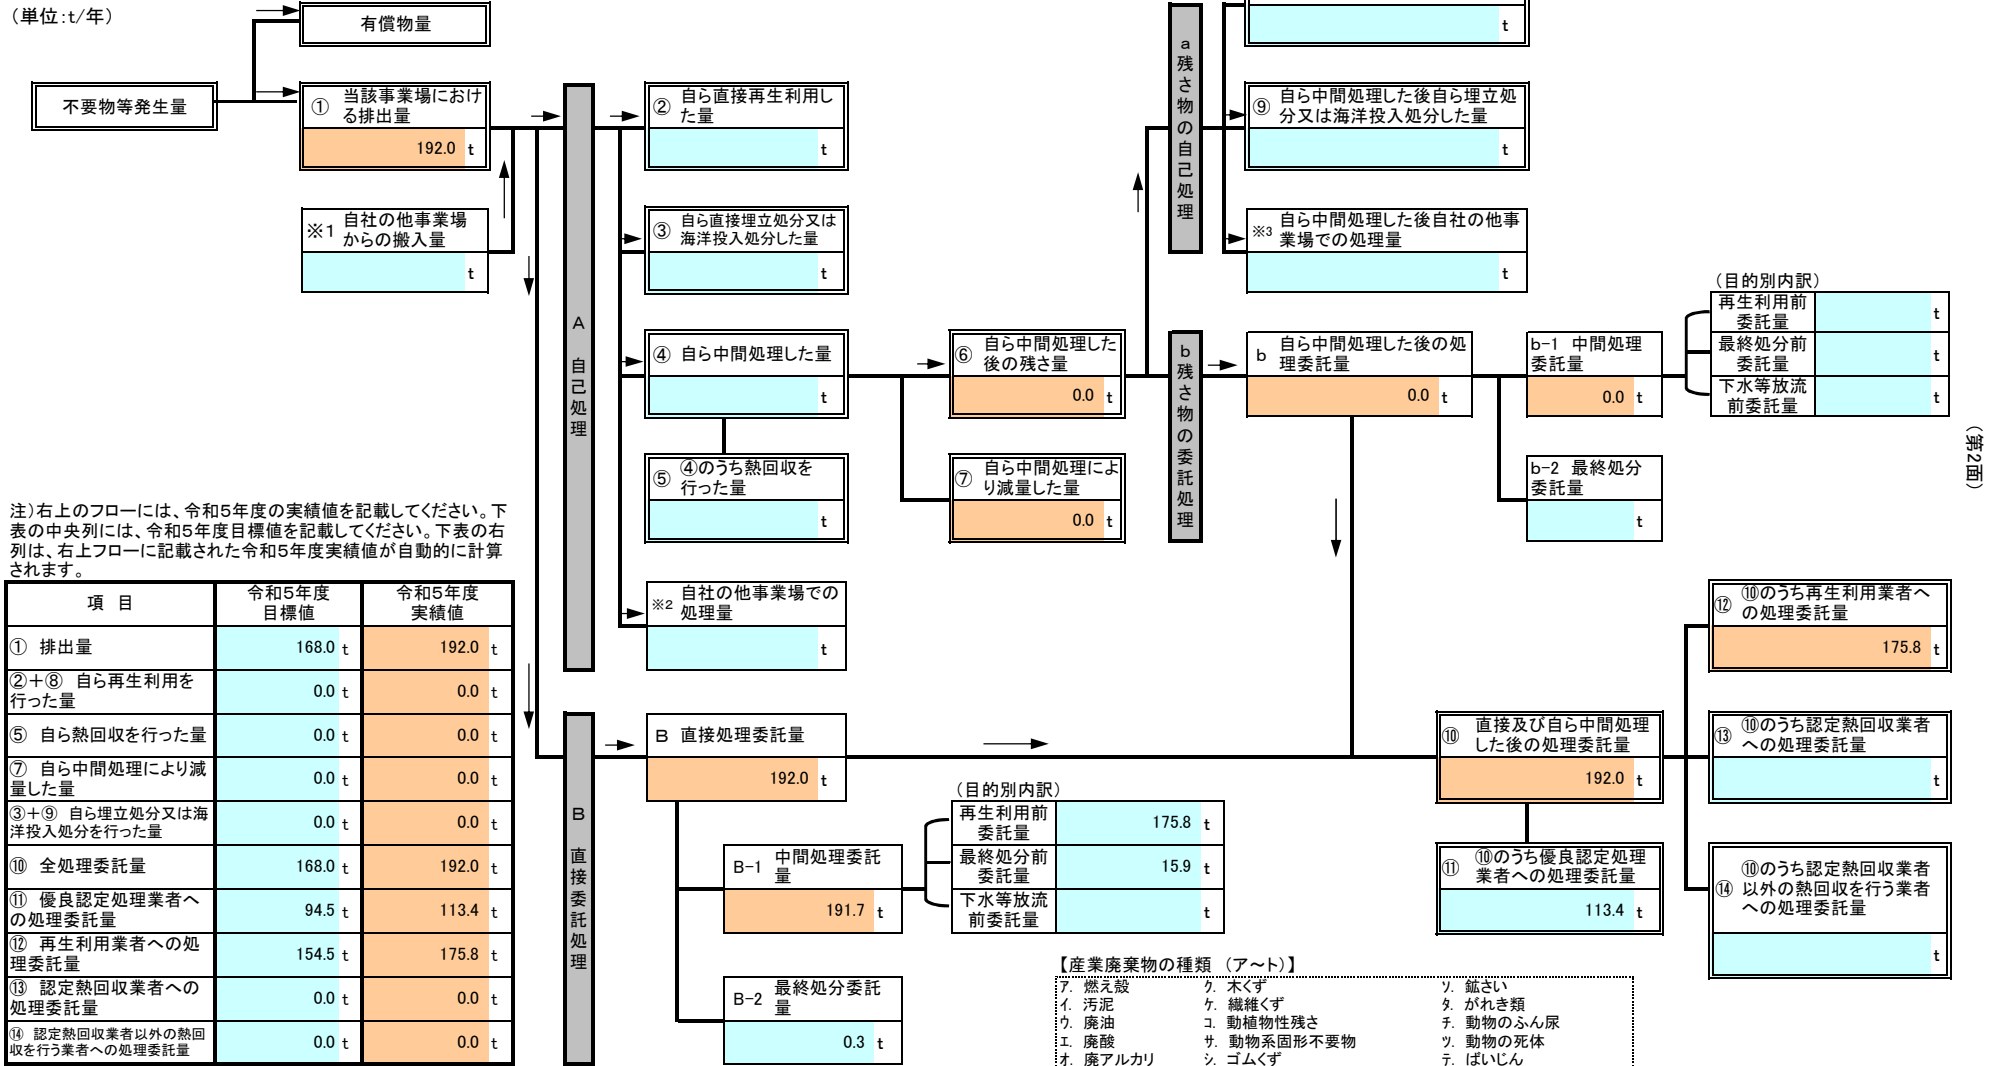 （単位：t/年）
有償物量
不要物等発生量
① 当該事業場におけ
る排出量
192.0 t
※1 自社の他事業場
からの搬入量
t
A 自己処理
② 自ら直接再生利用し
た量
t
③ 自ら直接埋立処分又は
海洋投入処分した量
t
④ 自ら中間処理した量
t
⑤ ④のうち熱回収を
行った量
t
※2 自社の他事業場での
処理量
t
⑥ 自ら中間処理した
後の残さ量
0.0 t
⑦ 自ら中間処理によ
り減量した量
0.0 t
a 残さ物の自己処理
t
⑨ 自ら中間処理した後自ら埋立処
分又は海洋投入処分した量
t
※3 自ら中間処理した後自社の他事
業場での処理量
t
b 残さ物の委託処理
b 自ら中間処理した後の処
理委託量
0.0 t
b-1 中間処理
委託量
0.0 t
b-2 最終処分
委託量
t
（目的別内訳）
再生利用前
委託量
t
最終処分前
委託量
t
下水等放流
前委託量
t
（第2面）
注）右上のフローには、令和5年度の実績値を記載してください。下
表の中央列には、令和5年度目標値を記載してください。下表の右
列は、右上フローに記載された令和5年度実績値が自動的に計算
されます。
項 目 令和5年度
目標値 令和5年度
実績値
① 排出量 168.0 t 192.0 t
②＋⑧ 自ら再生利用を
行った量 0.0 t 0.0 t
⑤ 自ら熱回収を行った量 0.0 t 0.0 t
⑦ 自ら中間処理により減
量した量 0.0 t 0.0 t
③＋⑨ 自ら埋立処分又は海
洋投入処分を行った量 0.0 t 0.0 t
⑩ 全処理委託量 168.0 t 192.0 t
⑪ 優良認定処理業者へ
の処理委託量 94.5 t 113.4 t
⑫ 再生利用業者への処
理委託量 154.5 t 175.8 t
⑬ 認定熱回収業者への
処理委託量 0.0 t 0.0 t
⑭ 認定熱回収業者以外の熱回
収を行う業者への処理委託量 0.0 t 0.0 t
B 直接委託処理
B 直接処理委託量
192.0 t
B-1 中間処理委託
量
191.7 t
B-2 最終処分委託
量
0.3 t
（目的別内訳）
再生利用前
委託量
175.8 t
最終処分前
委託量
15.9 t
下水等放流
前委託量
t
⑩ 直接及び自ら中間処理
した後の処理委託量
192.0 t
⑪ ⑩のうち優良認定処理
業者への処理委託量
113.4 t
⑫ ⑩のうち再生利用業者へ
の処理委託量
175.8 t
⑬ ⑩のうち認定熱回収業者
への処理委託量
t
⑭ ⑩のうち認定熱回収業者
以外の熱回収を行う業者
への処理委託量
t
【産業廃棄物の種類 （ア～ト）】
ア. 燃え殻 ク. 木くず ソ. 鉱さい
イ. 汚泥 ケ. 繊維くず タ. がれき類
ウ. 廃油 コ. 動植物性残さ チ. 動物のふん尿
エ. 廃酸 サ. 動物系固形不要物 ツ. 動物の死体
オ. 廃アルカリ シ. ゴムくず テ. ばいじん